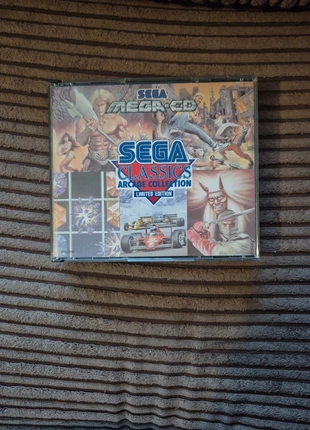 SEGA
MEGA-CD
SEGA
CLASSICS
ARCADE COLLECTION
LIMITED EDITION